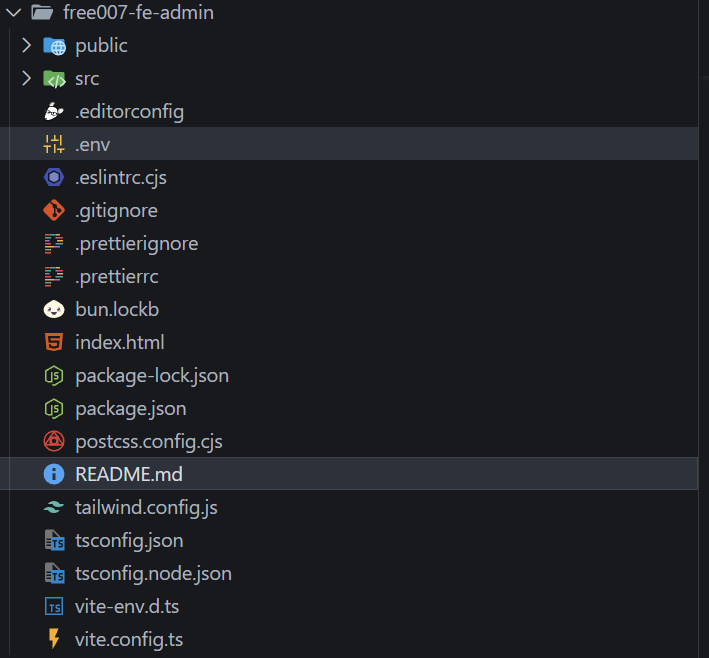 free007-fe-admin
public
src
.editorconfig
.env
.eslintrc.cjs
.gitignore
.prettierignore
.prettierrc
bun.lockb
index.html
package-lock.json
package.json
postcss.config.cjs
README.md
tailwind.config.js
tsconfig.json
tsconfig.node.json
vite-env.d.ts
vite.config.ts